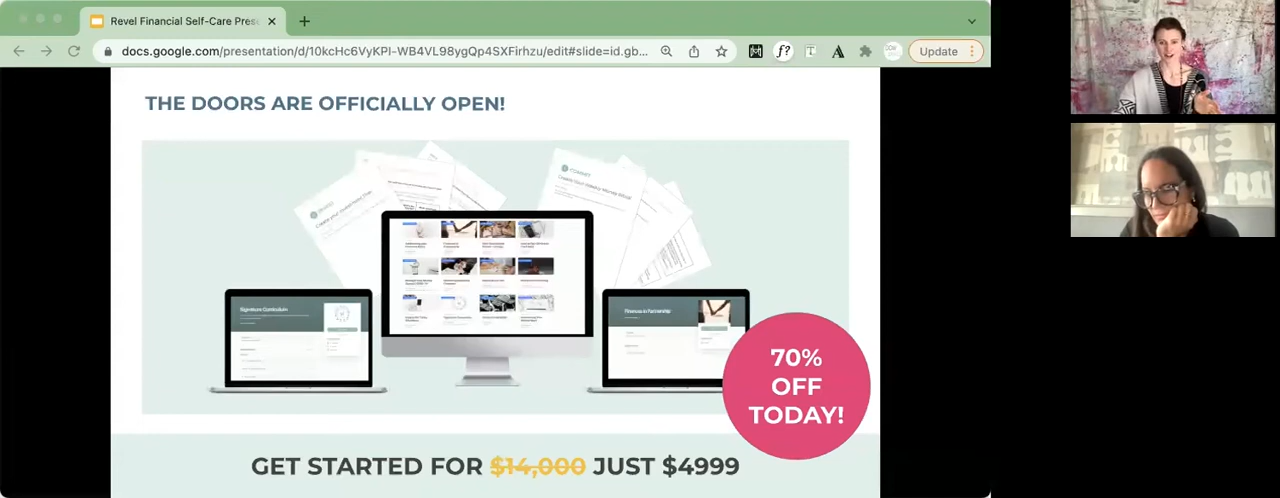 Revel Financial Self-Care Pres
docs.google.com/presentation/d/10kcHc6VyKPI-WB4VL98ygQp4SXFirhzu/edit#slide=id.gb...
f?
T
A
Update
THE DOORS ARE OFFICIALLY OPEN!
Signature Curriculum
Finances in Partnership
70%
OFF
TODAY!
GET STARTED FOR $14,000 JUST $4999